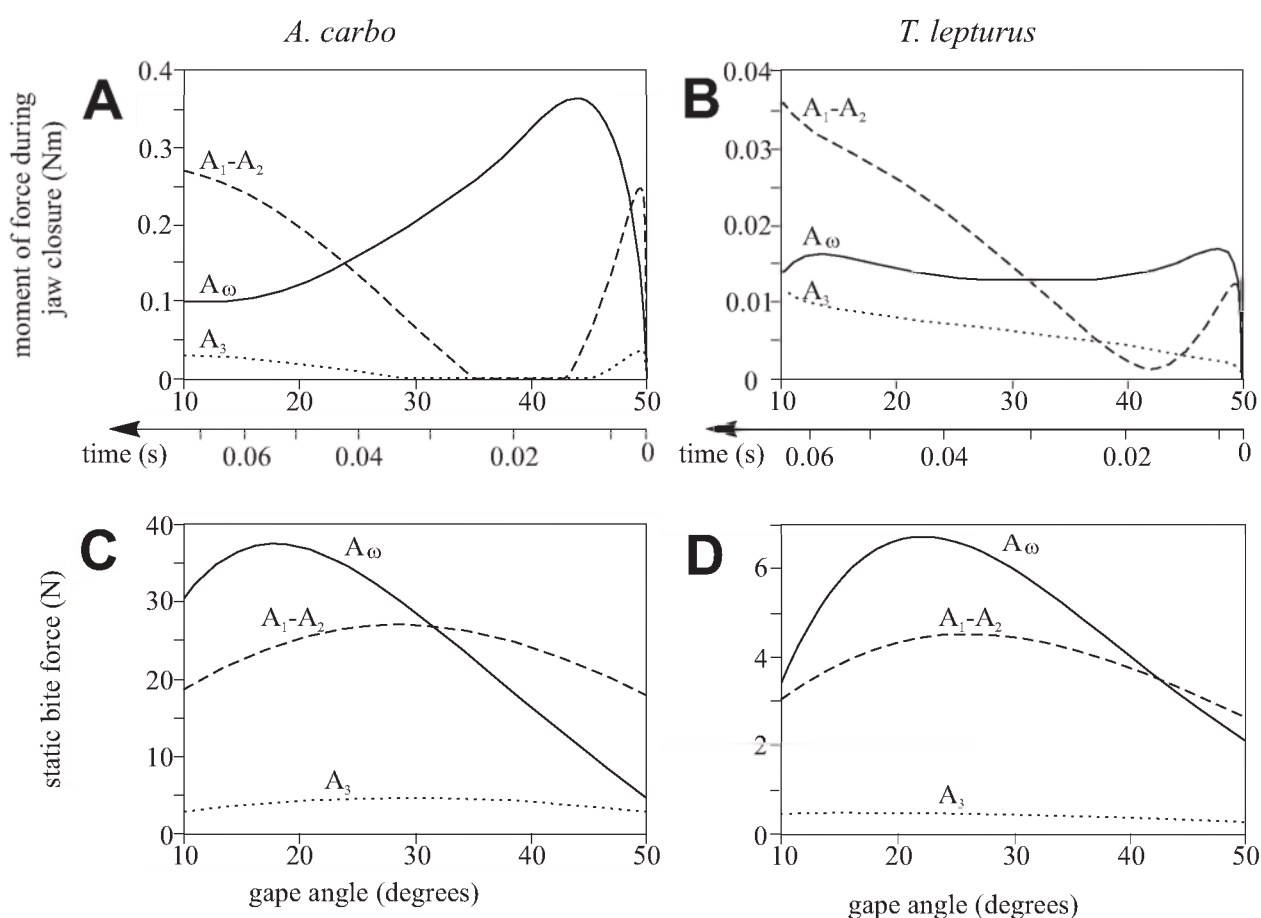 A. carbo
T. lepturus
A
B
moment of force during
jaw closure (Nm)
0.4
0.3
0.2
0.1
0
A₁-A₂
Aω
A₃
10 20 30 40 50
time (s) 0.06 0.04 0.02 0
0.04
0.03
0.02
0.01
0
A₁-A₂
Aω
A₃
10 20 30 40 50
time (s) 0.06 0.04 0.02 0
C
D
static bite force (N)
40
30
20
10
0
Aω
A₁-A₂
A₃
10 20 30 40 50
gape angle (degrees)
6
4
2
0
Aω
A₁-A₂
A₃
10 20 30 40 50
gape angle (degrees)